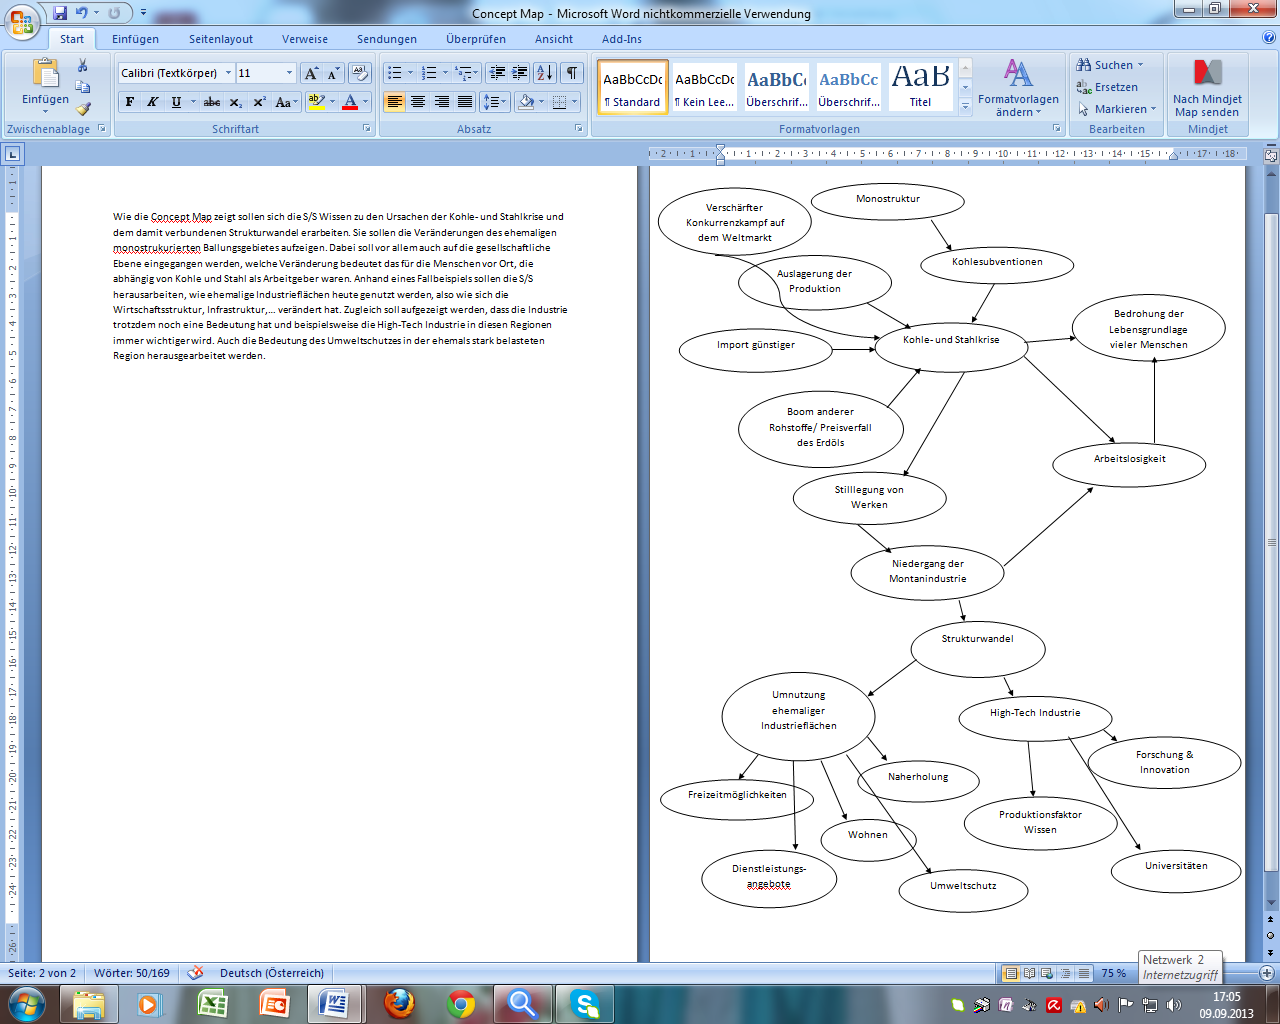 Concept Map - Microsoft Word nichtkommerzielle Verwendung
Start Einfügen Seitenlayout Verweise Sendungen Überprüfen Ansicht Add-Ins
Einfügen
Zwischenablage
Calibri (Textkörper) 11
F K U abc x₂ x² Aa
Schriftart
Absatz
AaBbCcDc AaBbCcDc AaBbC AaBbCc AaB
¶ Standard ¶ Kein Lee... Überschrif... Überschrif... Titel
Formatvorlagen
ändern
Formatvorlagen
Suchen
Ersetzen
Markieren
Bearbeiten
Nach Mindjet
Map senden
Mindjet
Wie die Concept Map zeigt sollen sich die S/S Wissen zu den Ursachen der Kohle- und Stahlkrise und
dem damit verbundenen Strukturwandel erarbeiten. Sie sollen die Veränderungen des ehemaligen
monostrukurierten Ballungsgebietes aufzeigen. Dabei soll vor allem auch auf die gesellschaftliche
Ebene eingegangen werden, welche Veränderung bedeutet das für die Menschen vor Ort, die
abhängig von Kohle und Stahl als Arbeitgeber waren. Anhand eines Fallbeispiels sollen die S/S
herausarbeiten, wie ehemalige Industrieflächen heute genutzt werden, also wie sich die
Wirtschaftsstruktur, Infrastruktur,... verändert hat. Zugleich soll aufgezeigt werden, dass die Industrie
trotzdem noch eine Bedeutung hat und beispielsweise die High-Tech Industrie in diesen Regionen
immer wichtiger wird. Auch die Bedeutung des Umweltschutzes in der ehemals stark belasteten
Region herausgearbeitet werden.
Verschärfter
Konkurrenzkampf auf
dem Weltmarkt
Monostruktur
Kohlesubventionen
Auslagerung der
Produktion
Bedrohung der
Lebensgrundlage
vieler Menschen
Import günstiger
Kohle- und Stahlkrise
Boom anderer
Rohstoffe/ Preisverfall
des Erdöls
Arbeitslosigkeit
Stilllegung von
Werken
Niedergang der
Montanindustrie
Strukturwandel
Umnutzung
ehemaliger
Industrieflächen
High-Tech Industrie
Forschung &
Innovation
Naherholung
Freizeitmöglichkeiten
Produktionsfaktor
Wissen
Wohnen
Dienstleistungs-
angebote
Umweltschutz
Universitäten
Seite: 2 von 2 Wörter: 50/169 Deutsch (Österreich) 75 %
Netzwerk 2
Internetzugriff
17:05
09.09.2013